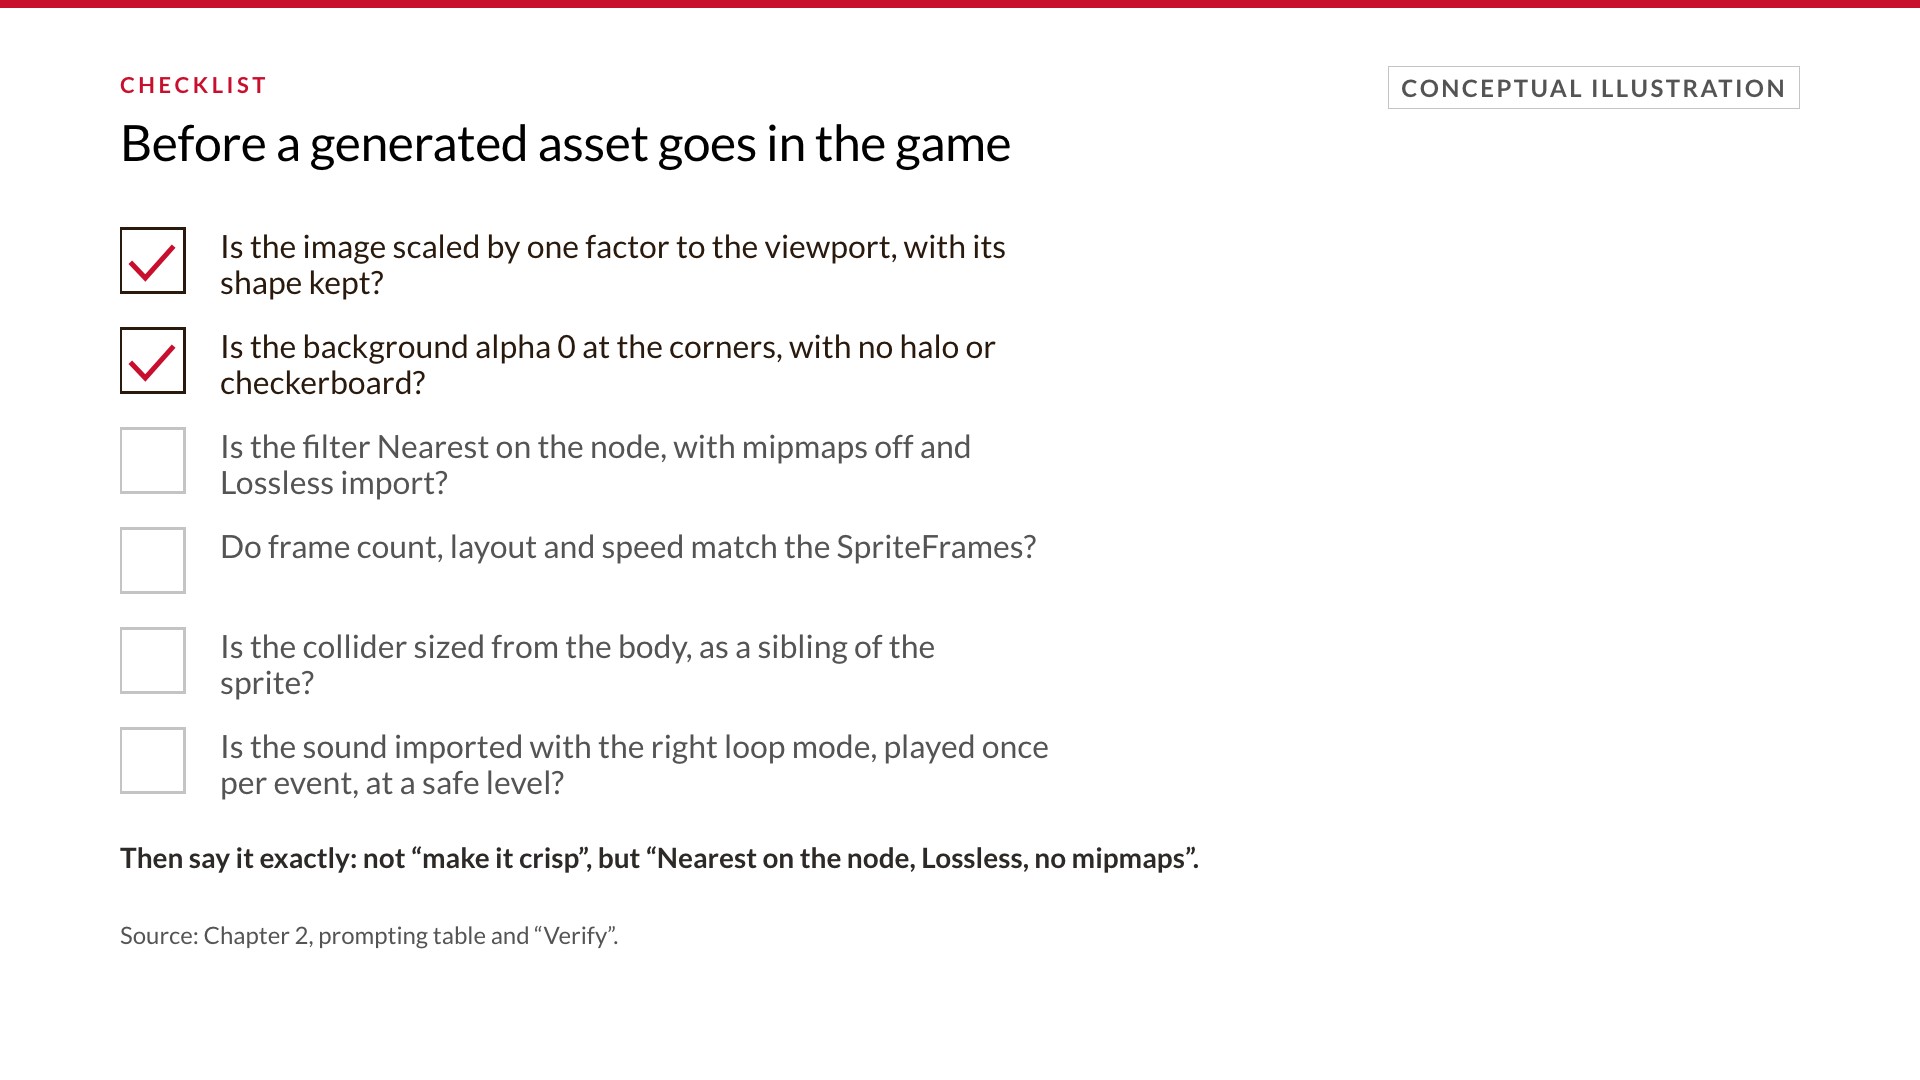 CHECKLIST
CONCEPTUAL ILLUSTRATION
Before a generated asset goes in the game
Is the image scaled by one factor to the viewport, with its
shape kept?
Is the background alpha 0 at the corners, with no halo or
checkerboard?
Is the filter Nearest on the node, with mipmaps off and
Lossless import?
Do frame count, layout and speed match the SpriteFrames?
Is the collider sized from the body, as a sibling of the
sprite?
Is the sound imported with the right loop mode, played once
per event, at a safe level?
Then say it exactly: not “make it crisp”, but “Nearest on the node, Lossless, no mipmaps”.
Source: Chapter 2, prompting table and “Verify”.